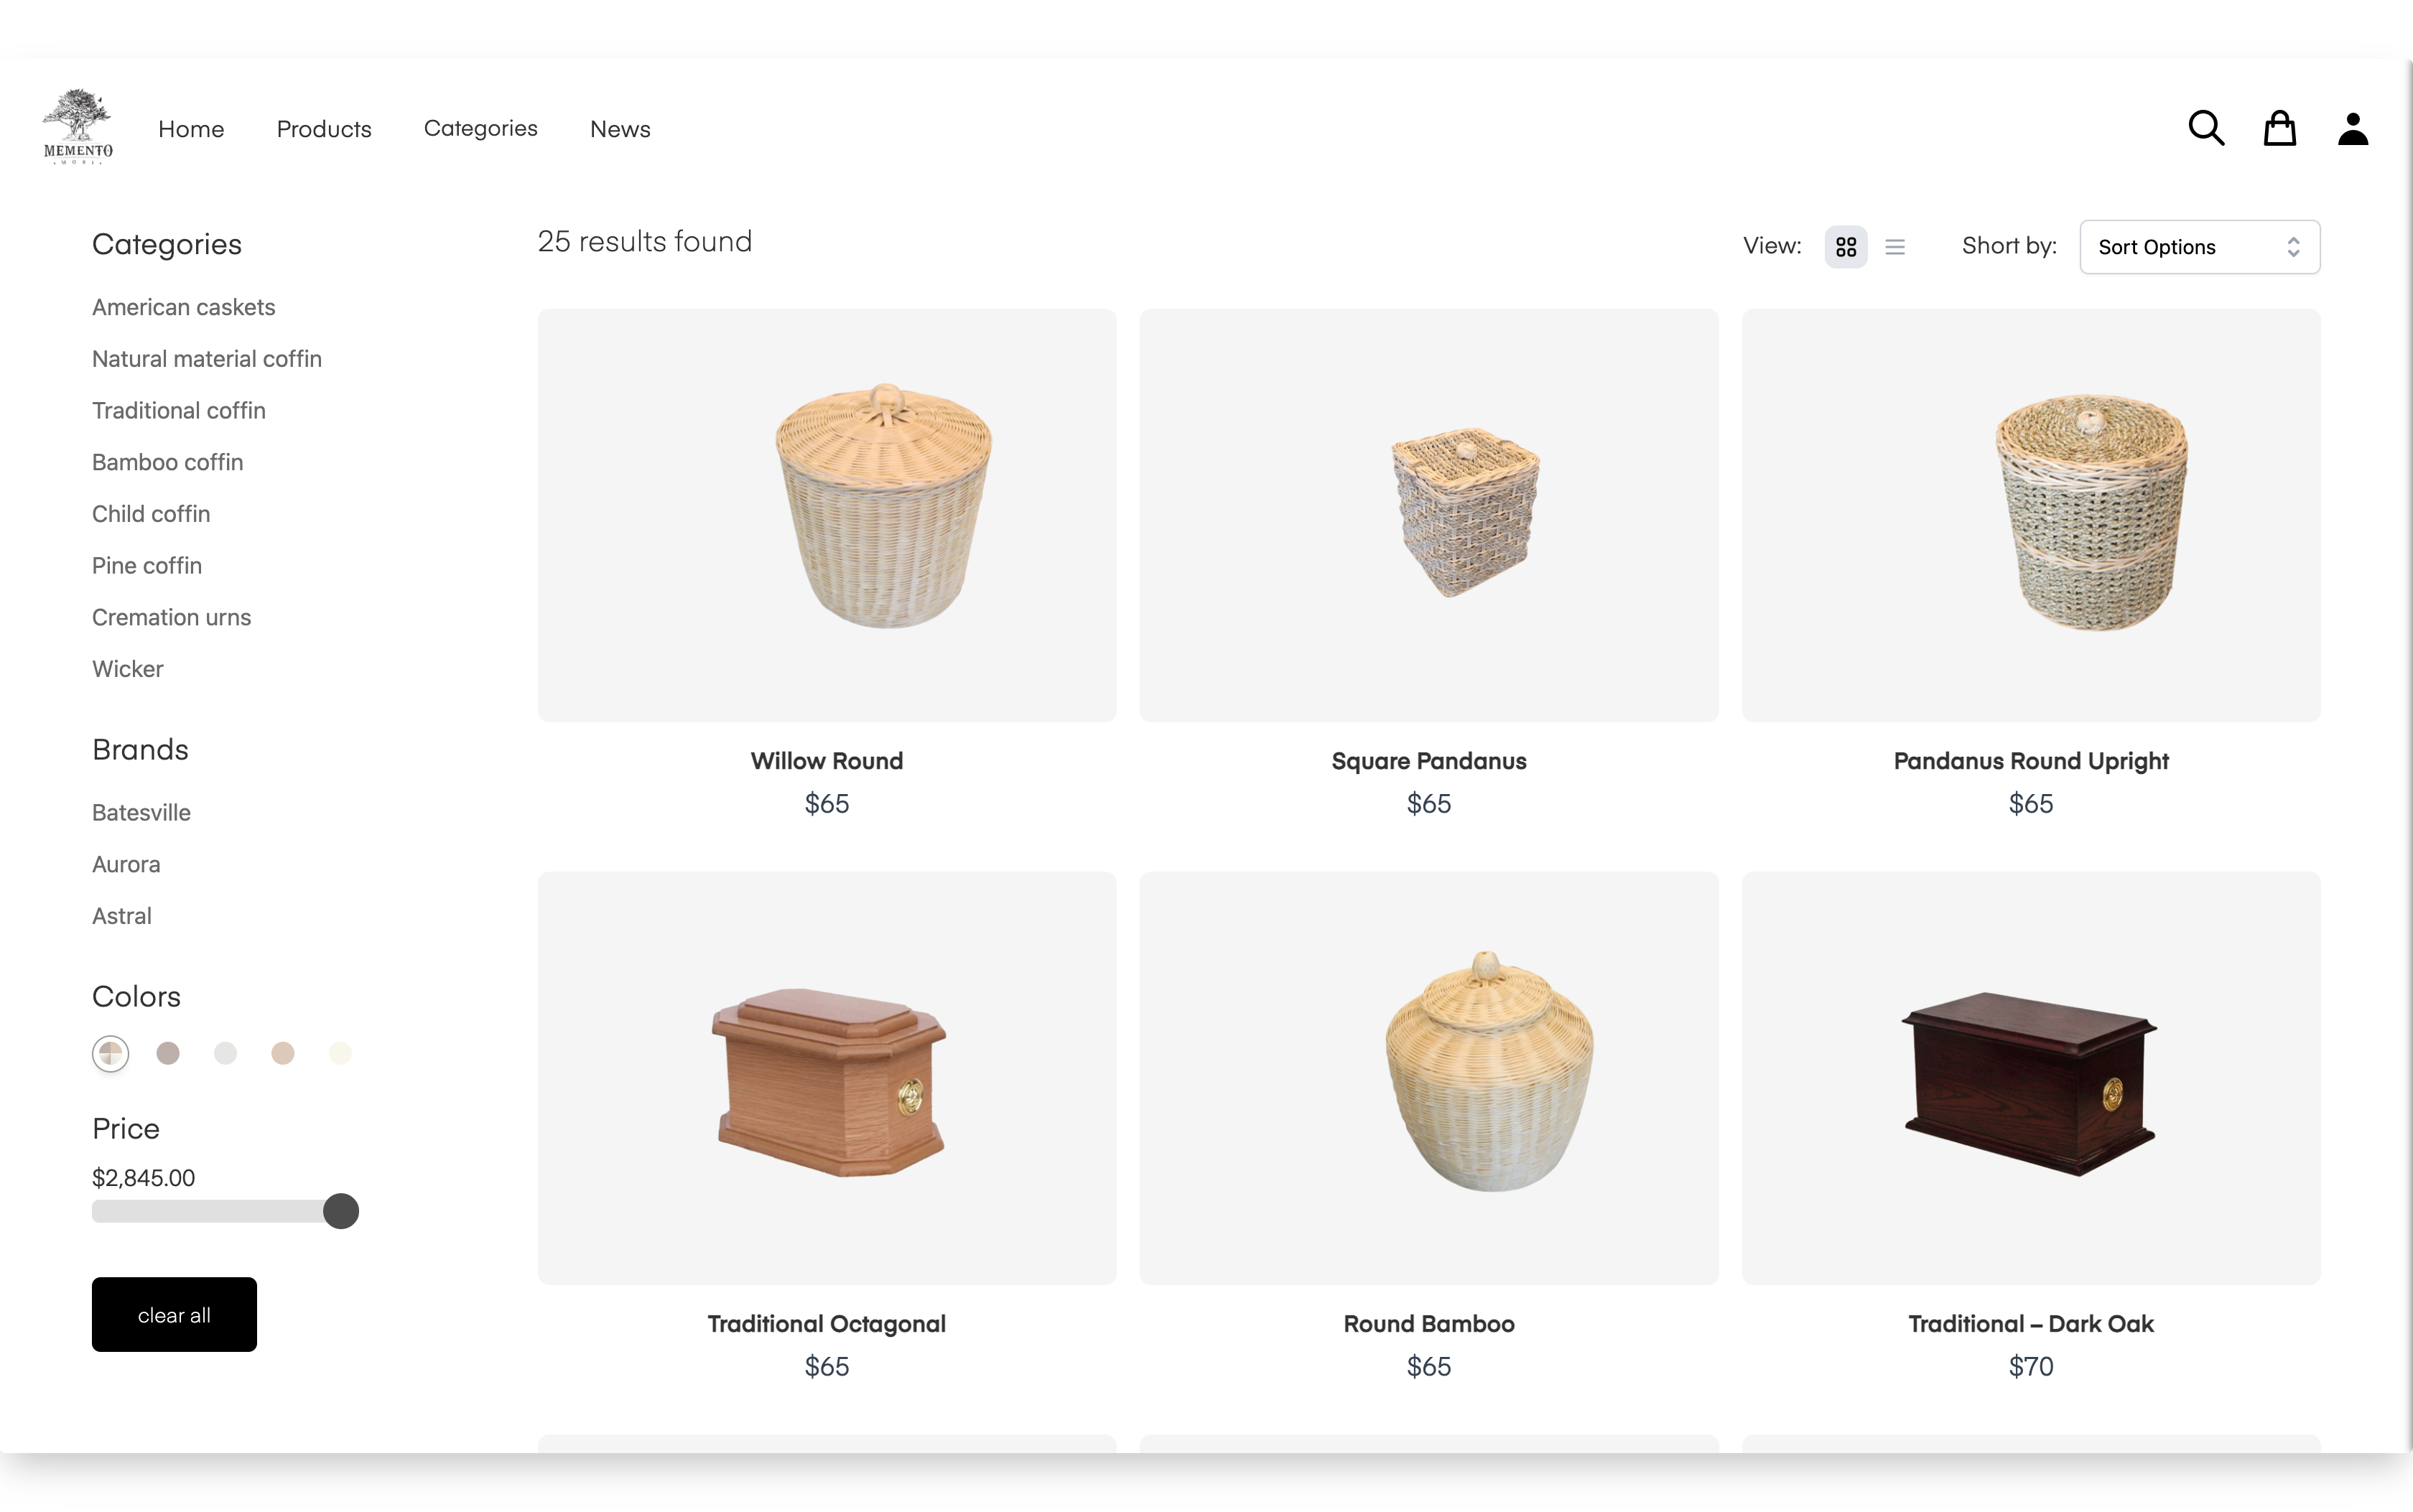 MEMENTO
MORI
Home
Products
Categories
News
Categories
American caskets
Natural material coffin
Traditional coffin
Bamboo coffin
Child coffin
Pine coffin
Cremation urns
Wicker
Brands
Batesville
Aurora
Astral
Colors
Price
$2,845.00
clear all
25 results found
View:
Short by:
Sort Options
Willow Round
$65
Square Pandanus
$65
Pandanus Round Upright
$65
Traditional Octagonal
$65
Round Bamboo
$65
Traditional – Dark Oak
$70